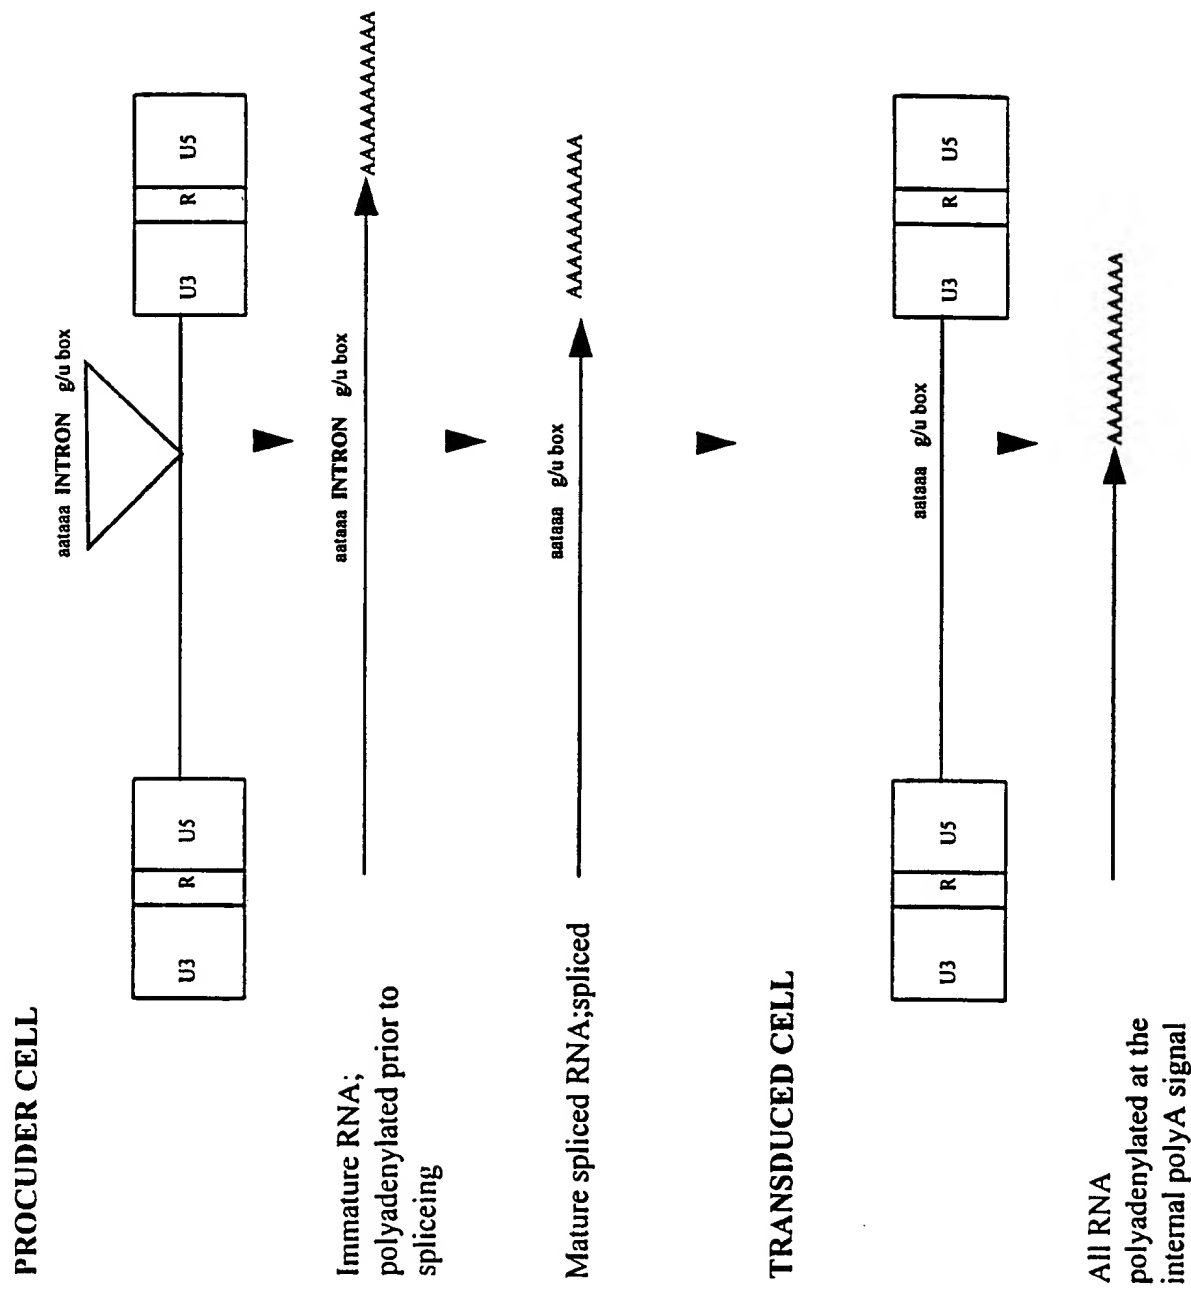 PROCUDER CELL
aataaa INTRON g/u box
U3 R U5 U3 R U5
Immature RNA;
polyadenylated prior to
spliceing
aataaa INTRON g/u box
AAAAAAAAAAA
Mature spliced RNA;spliced
aataaa g/u box
AAAAAAAAAAA
TRANSDUCED CELL
aataaa g/u box
U3 R U5 U3 R U5
All RNA
polyadenylated at the
internal polyA signal
AAAAAAAAAAAAA